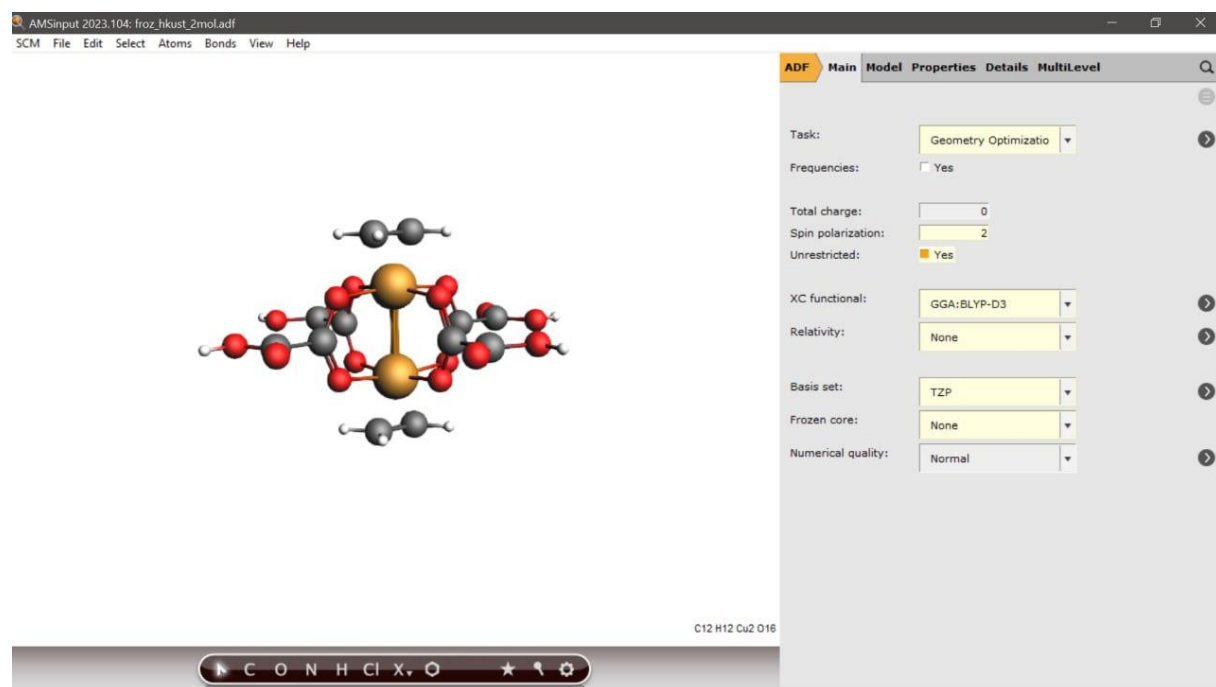 AMSinput 2023.104: froz_hkust_2mol.adf
SCM File Edit Select Atoms Bonds View Help
ADF Main Model Properties Details MultiLevel
Task: Geometry Optimizatio
Frequencies: Yes
Total charge: 0
Spin polarization: 2
Unrestricted: Yes
XC functional: GGA:BLYP-D3
Relativity: None
Basis set: TZP
Frozen core: None
Numerical quality: Normal
C12 H12 Cu2 O16
C O N H Cl X